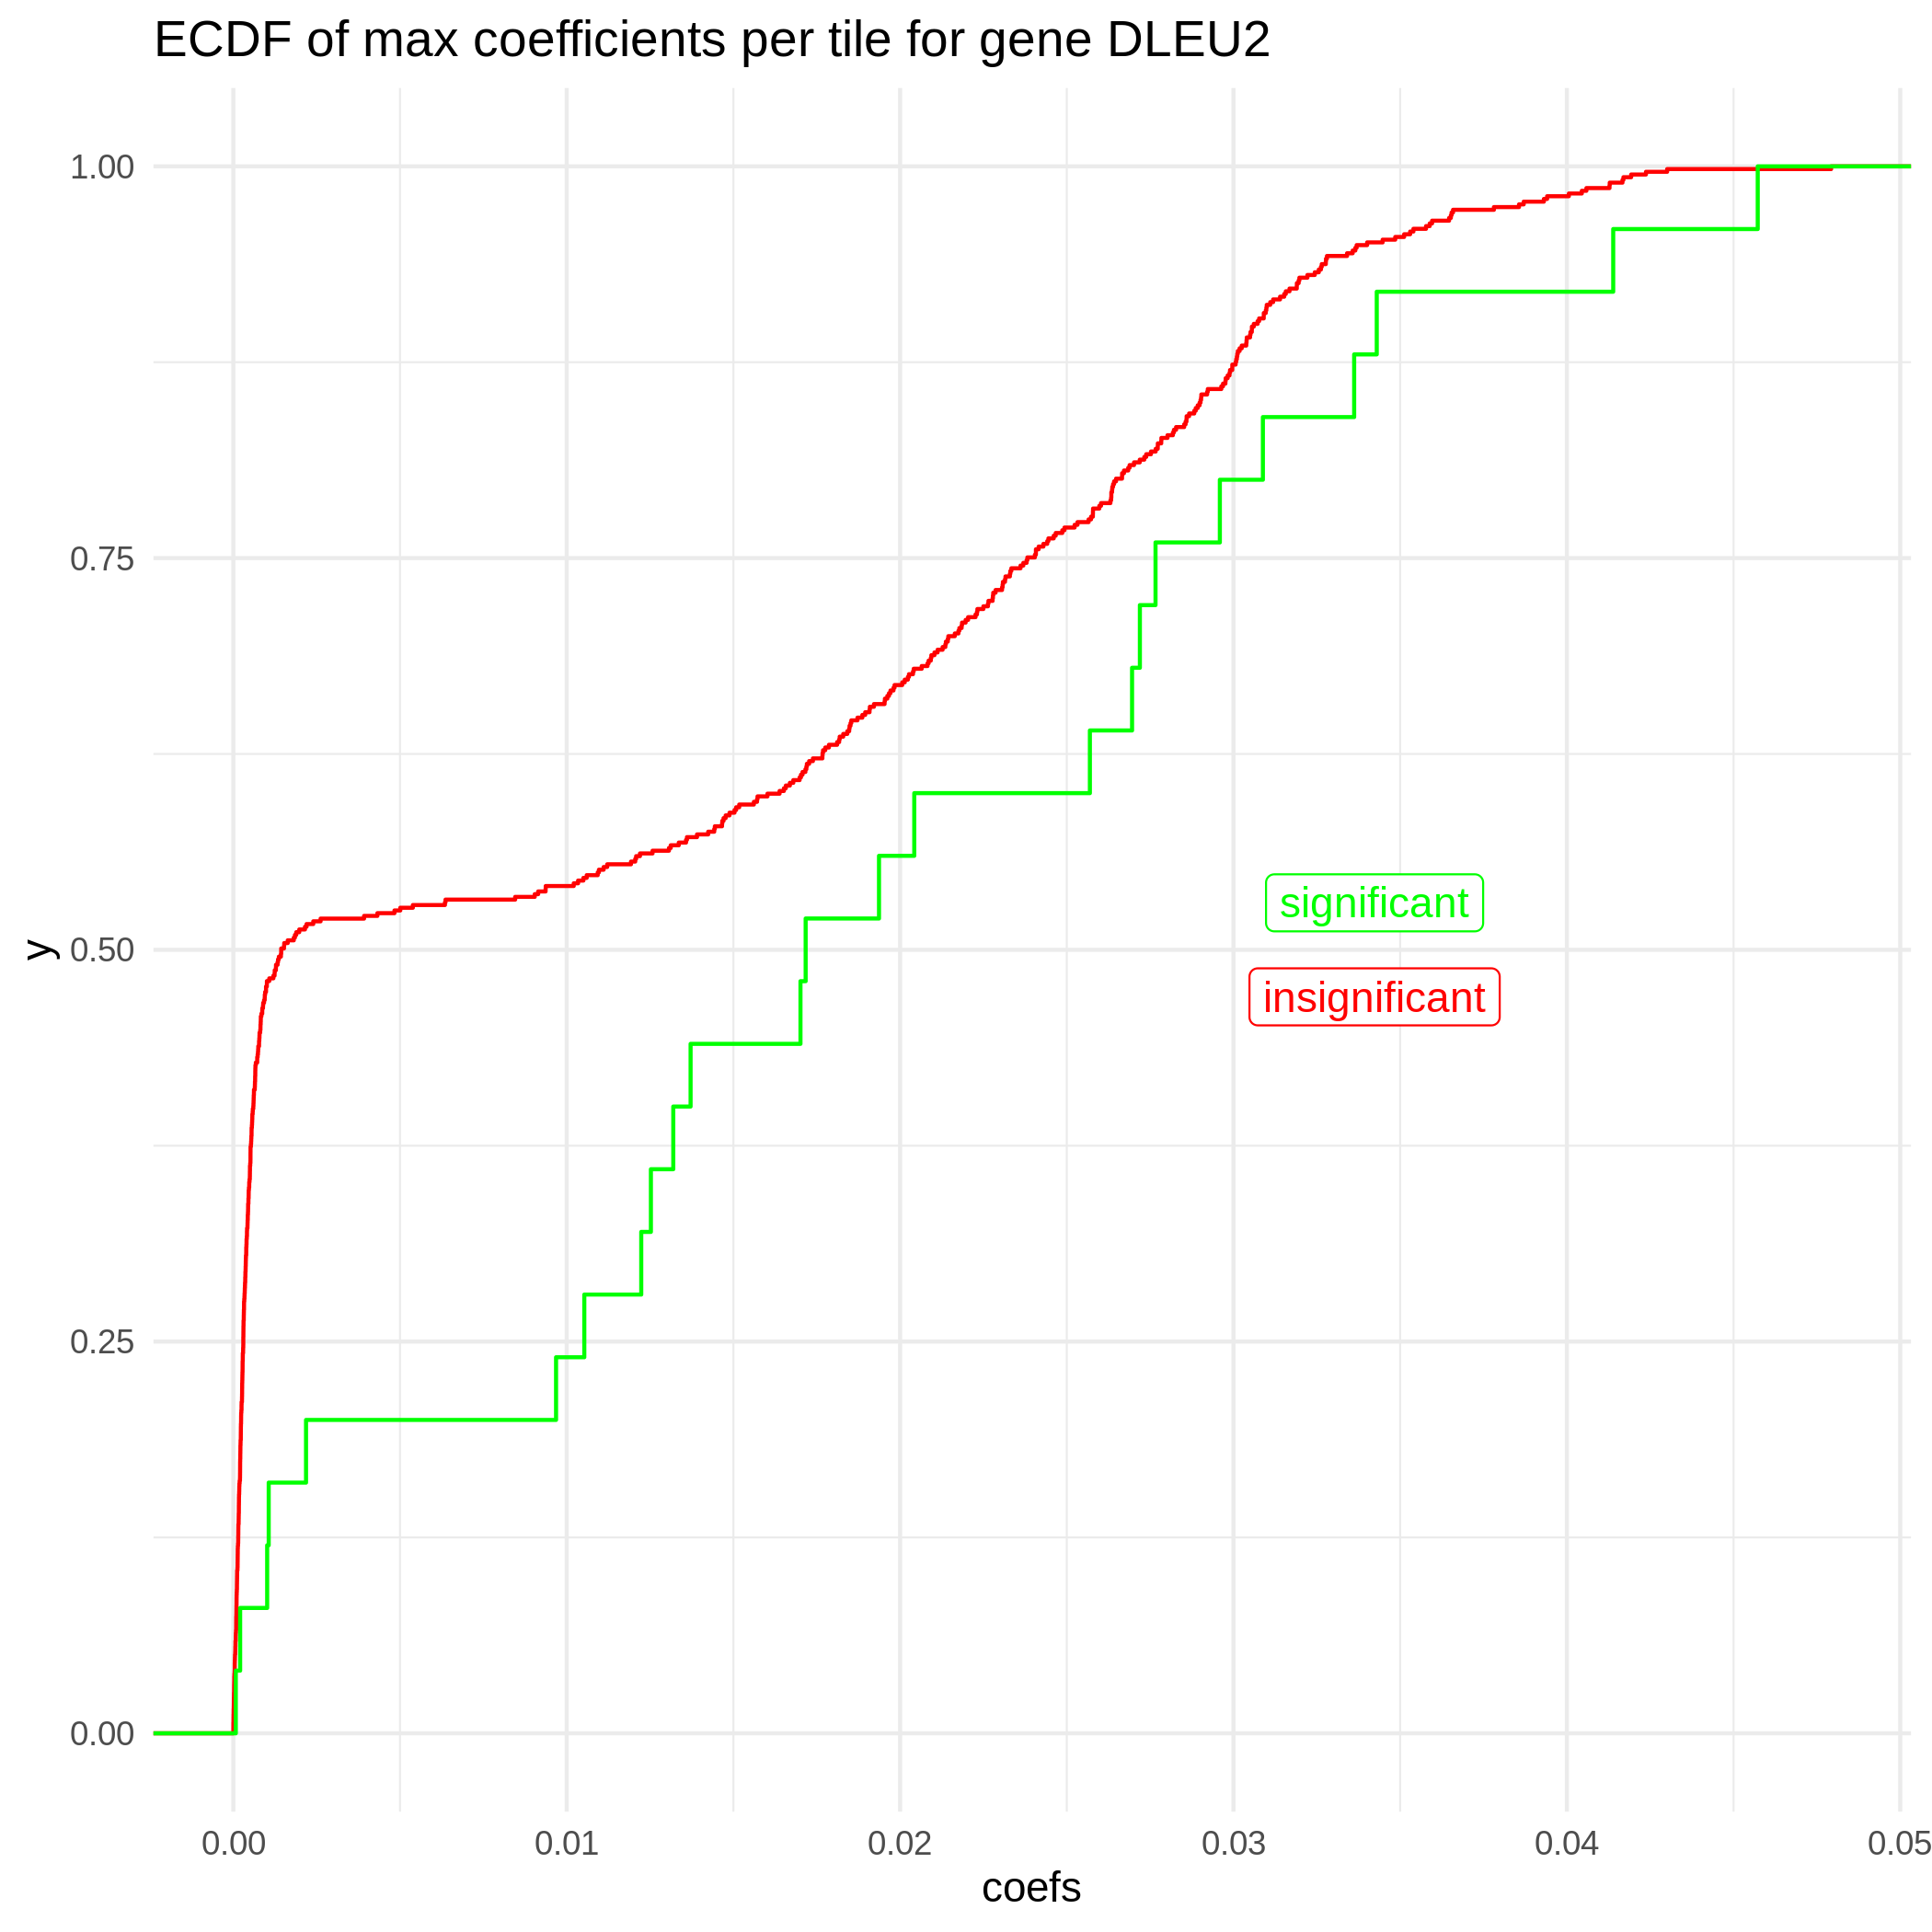 ECDF of max coefficients per tile for gene DLEU2
1.00
0.75
0.50
0.25
0.00
y
significant
insignificant
0.00 0.01 0.02 0.03 0.04 0.05
coefs